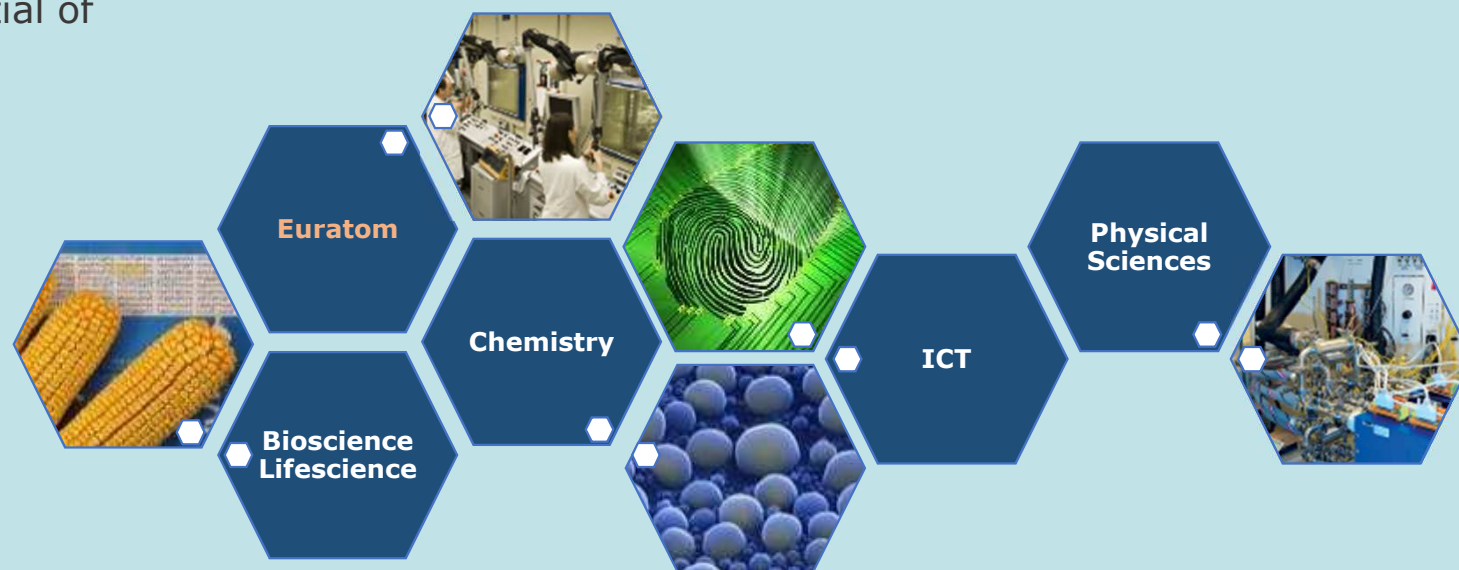 tial of
Euratom
Physical
Sciences
Chemistry
ICT
Bioscience
Lifescience